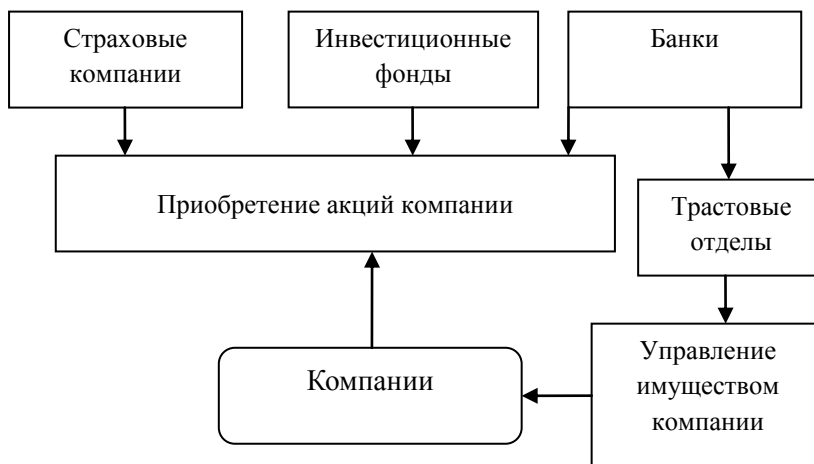 Страховые
компании
Инвестиционные
фонды
Банки
Приобретение акций компании
Трастовые
отделы
Компании
Управление
имуществом
компании